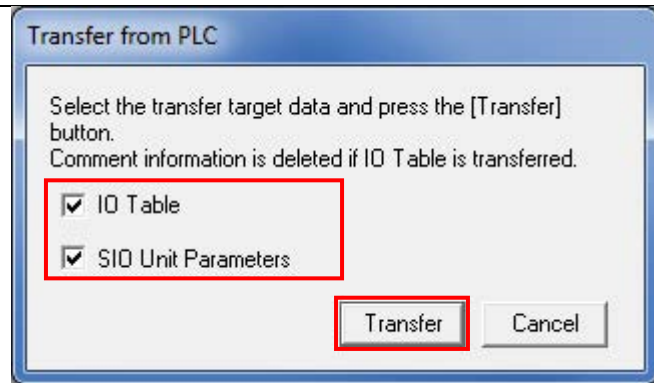 Transfer from PLC
Select the transfer target data and press the [Transfer]
button.
Comment information is deleted if IO Table is transferred.
IO Table
SIO Unit Parameters
Transfer
Cancel